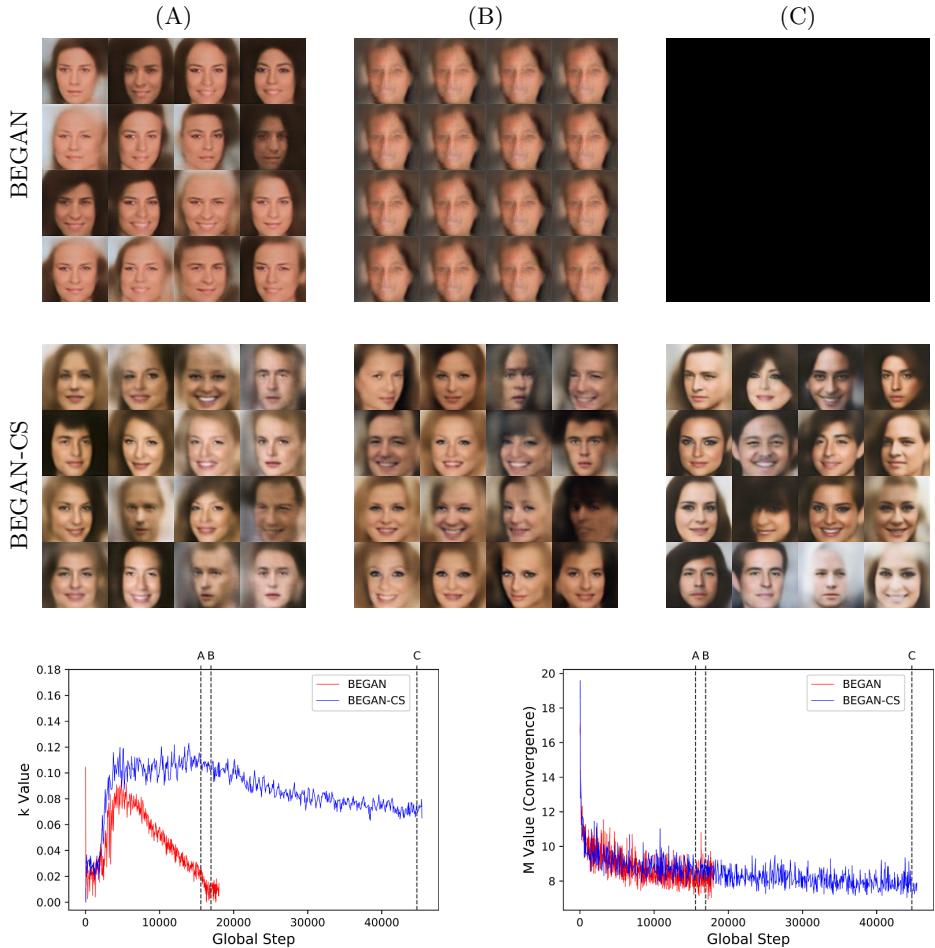 (A) (B) (C)
BEGAN
BEGAN-CS
A B C
0.18
0.16
0.14
0.12
0.10
0.08
0.06
0.04
0.02
0.00
k Value
BEGAN
BEGAN-CS
0 10000 20000 30000 40000
Global Step
A B C
20
18
16
14
12
10
8
M Value (Convergence)
BEGAN
BEGAN-CS
0 10000 20000 30000 40000
Global Step